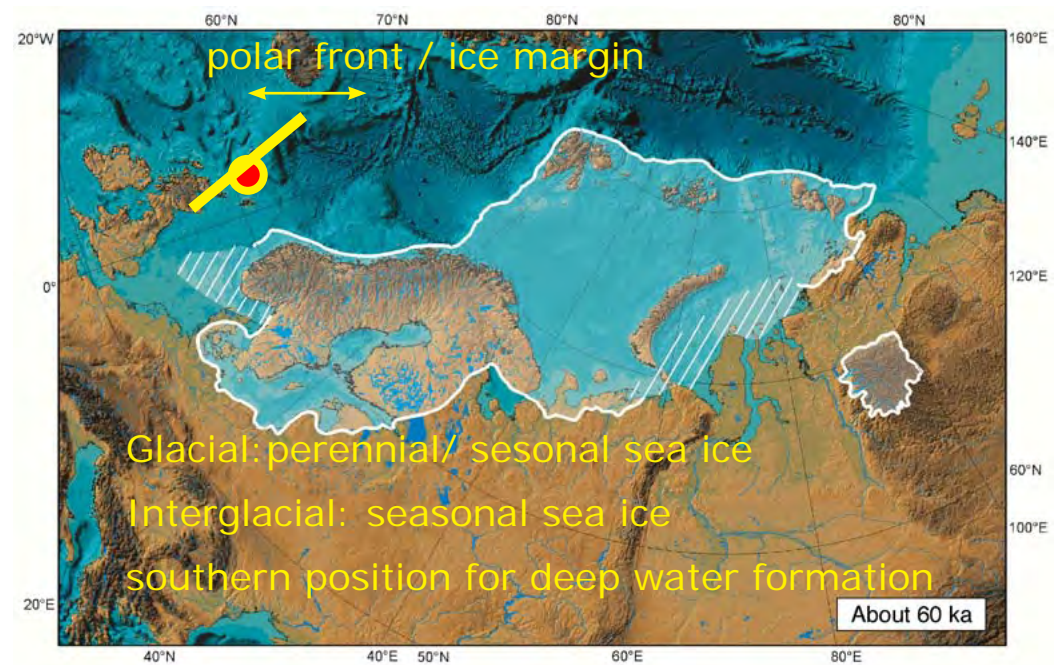 60°N 70°N 80°N 80°N
20°W 160°E
polar front / ice margin
140°E
0° 120°E
Glacial:perennial/ sesonal sea ice
60°N
Interglacial: seasonal sea ice
100°E
southern position for deep water formation
20°E
About 60 ka
40°N 40°E 50°N 60°E 80°E